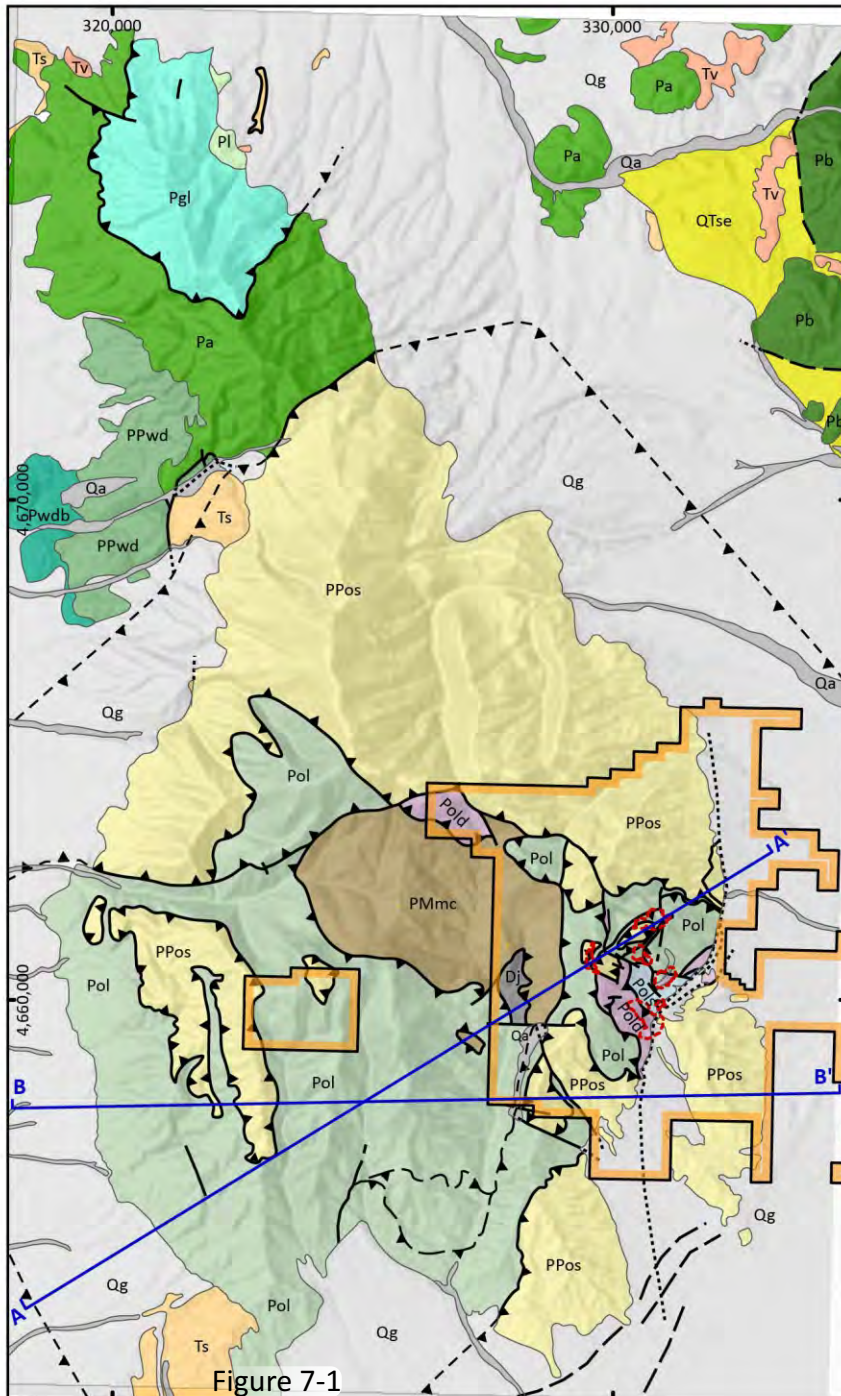 320,000
330,000
Ts
Tv
Qg
Tv
Pa
Pl
Pa
Qa
Pb
Pgl
Tv
QTse
Pa
Pb
PPwd
Pb
4,670,000
Qa
Qg
Pwdb
Ts
PPwd
PPos
Qa
Qg
Pol
Pold
PPos
Pol
A'
PMmc
Pol
PPos
Pol
Dj
4,660,000
Pold
Qa
Pol
Pol
B
PPos
PPos
B'
Qg
PPos
Qg
A
Pol
Ts
Qg
Figure 7-1